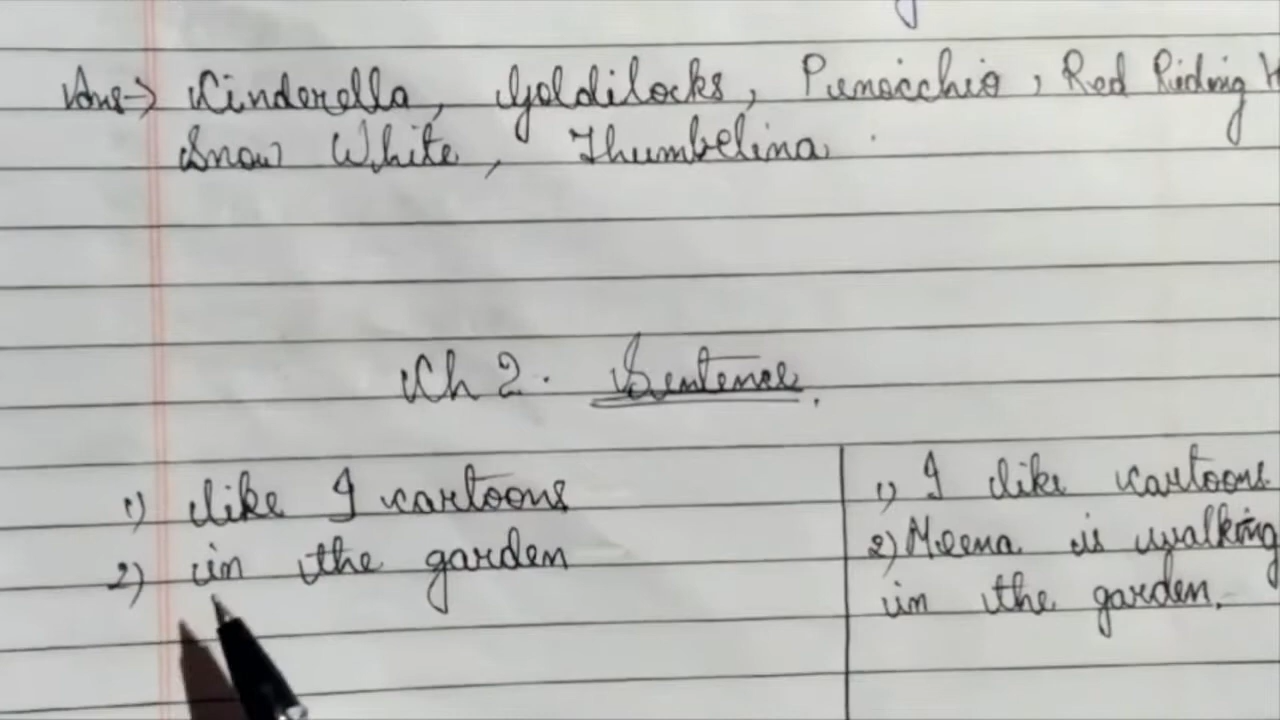 Ans→ Cinderella, Goldilocks, Pinocchio, Red Riding H
Snow White, Thumbelina.
Ch 2. Sentence.
1) like I cartoons
2) in the garden
1) I like cartoons
2) Meena is walking
in the garden.